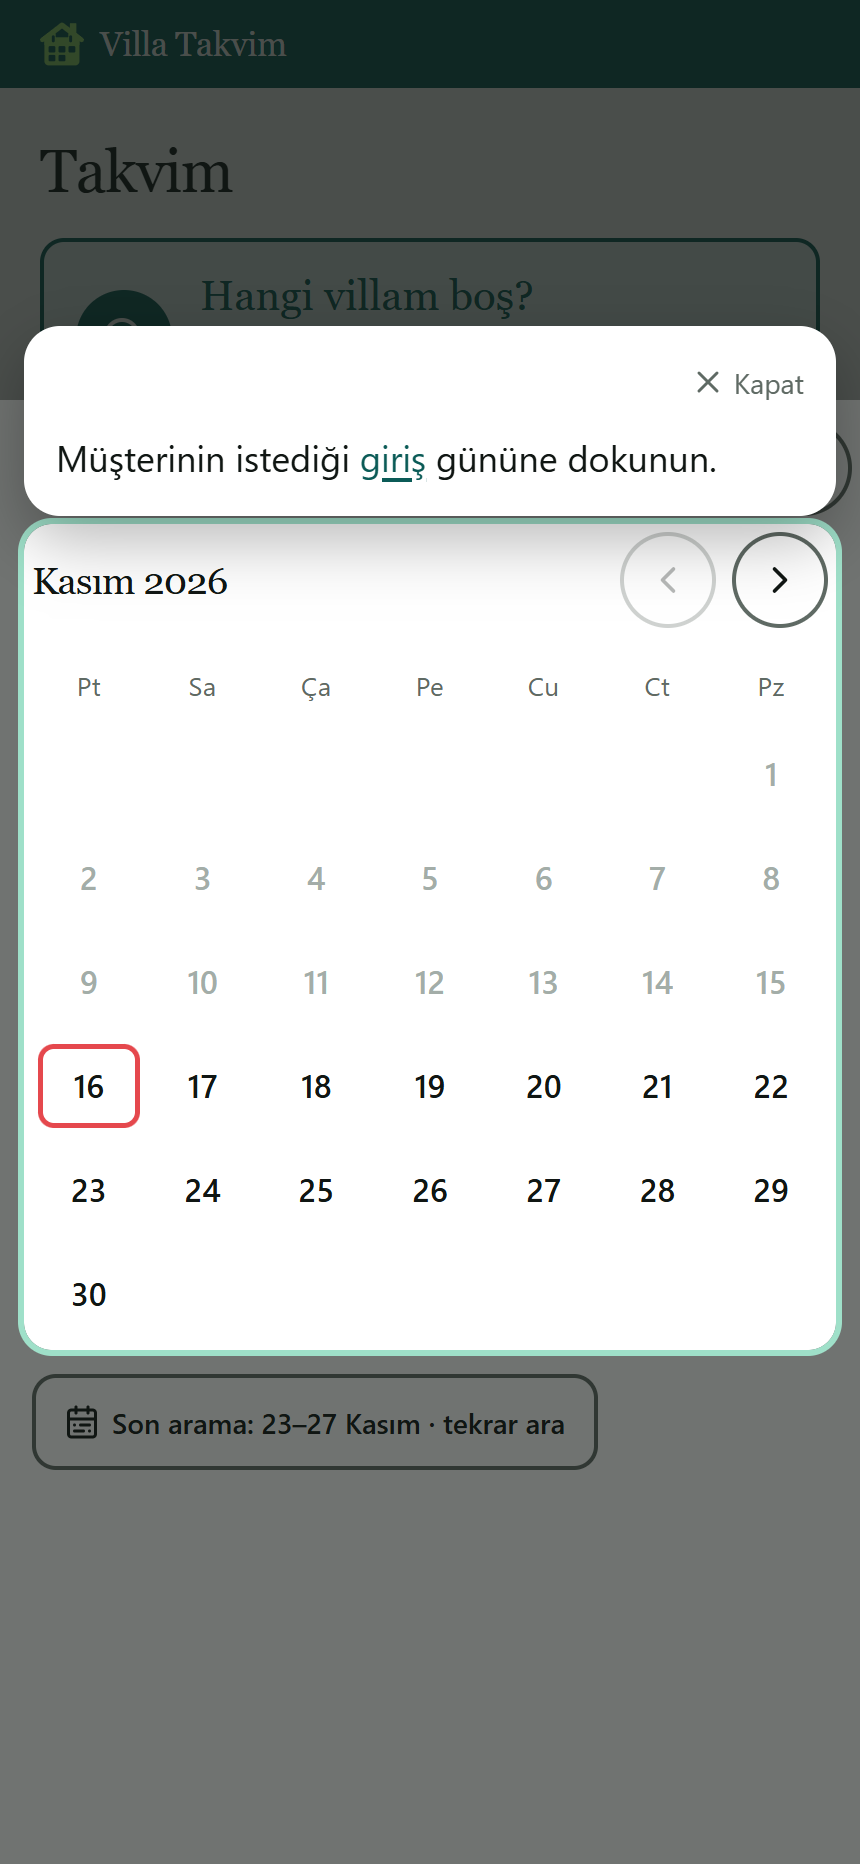 Villa Takvim
Takvim
Hangi villam boş?
Kapat
Müşterinin istediği giriş gününe dokunun.
Kasım 2026
Pt Sa Ça Pe Cu Ct Pz
1
2 3 4 5 6 7 8
9 10 11 12 13 14 15
16 17 18 19 20 21 22
23 24 25 26 27 28 29
30
Son arama: 23–27 Kasım · tekrar ara